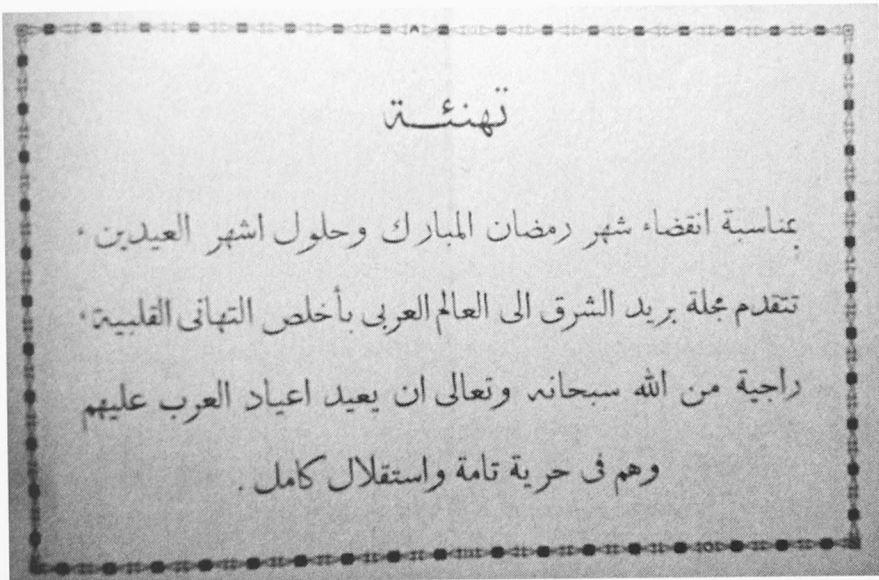 تهنئة
بمناسبة انقضاء شهر رمضان المبارك وحلول اشهر العيدين ،
تتقدم مجلة بريد الشرق الى العالم العربى بأخلص التهانى القلبية ،
راجية من الله سبحانه وتعالى ان يعيد اعياد العرب عليهم
وهم فى حرية تامة واستقلال كامل .